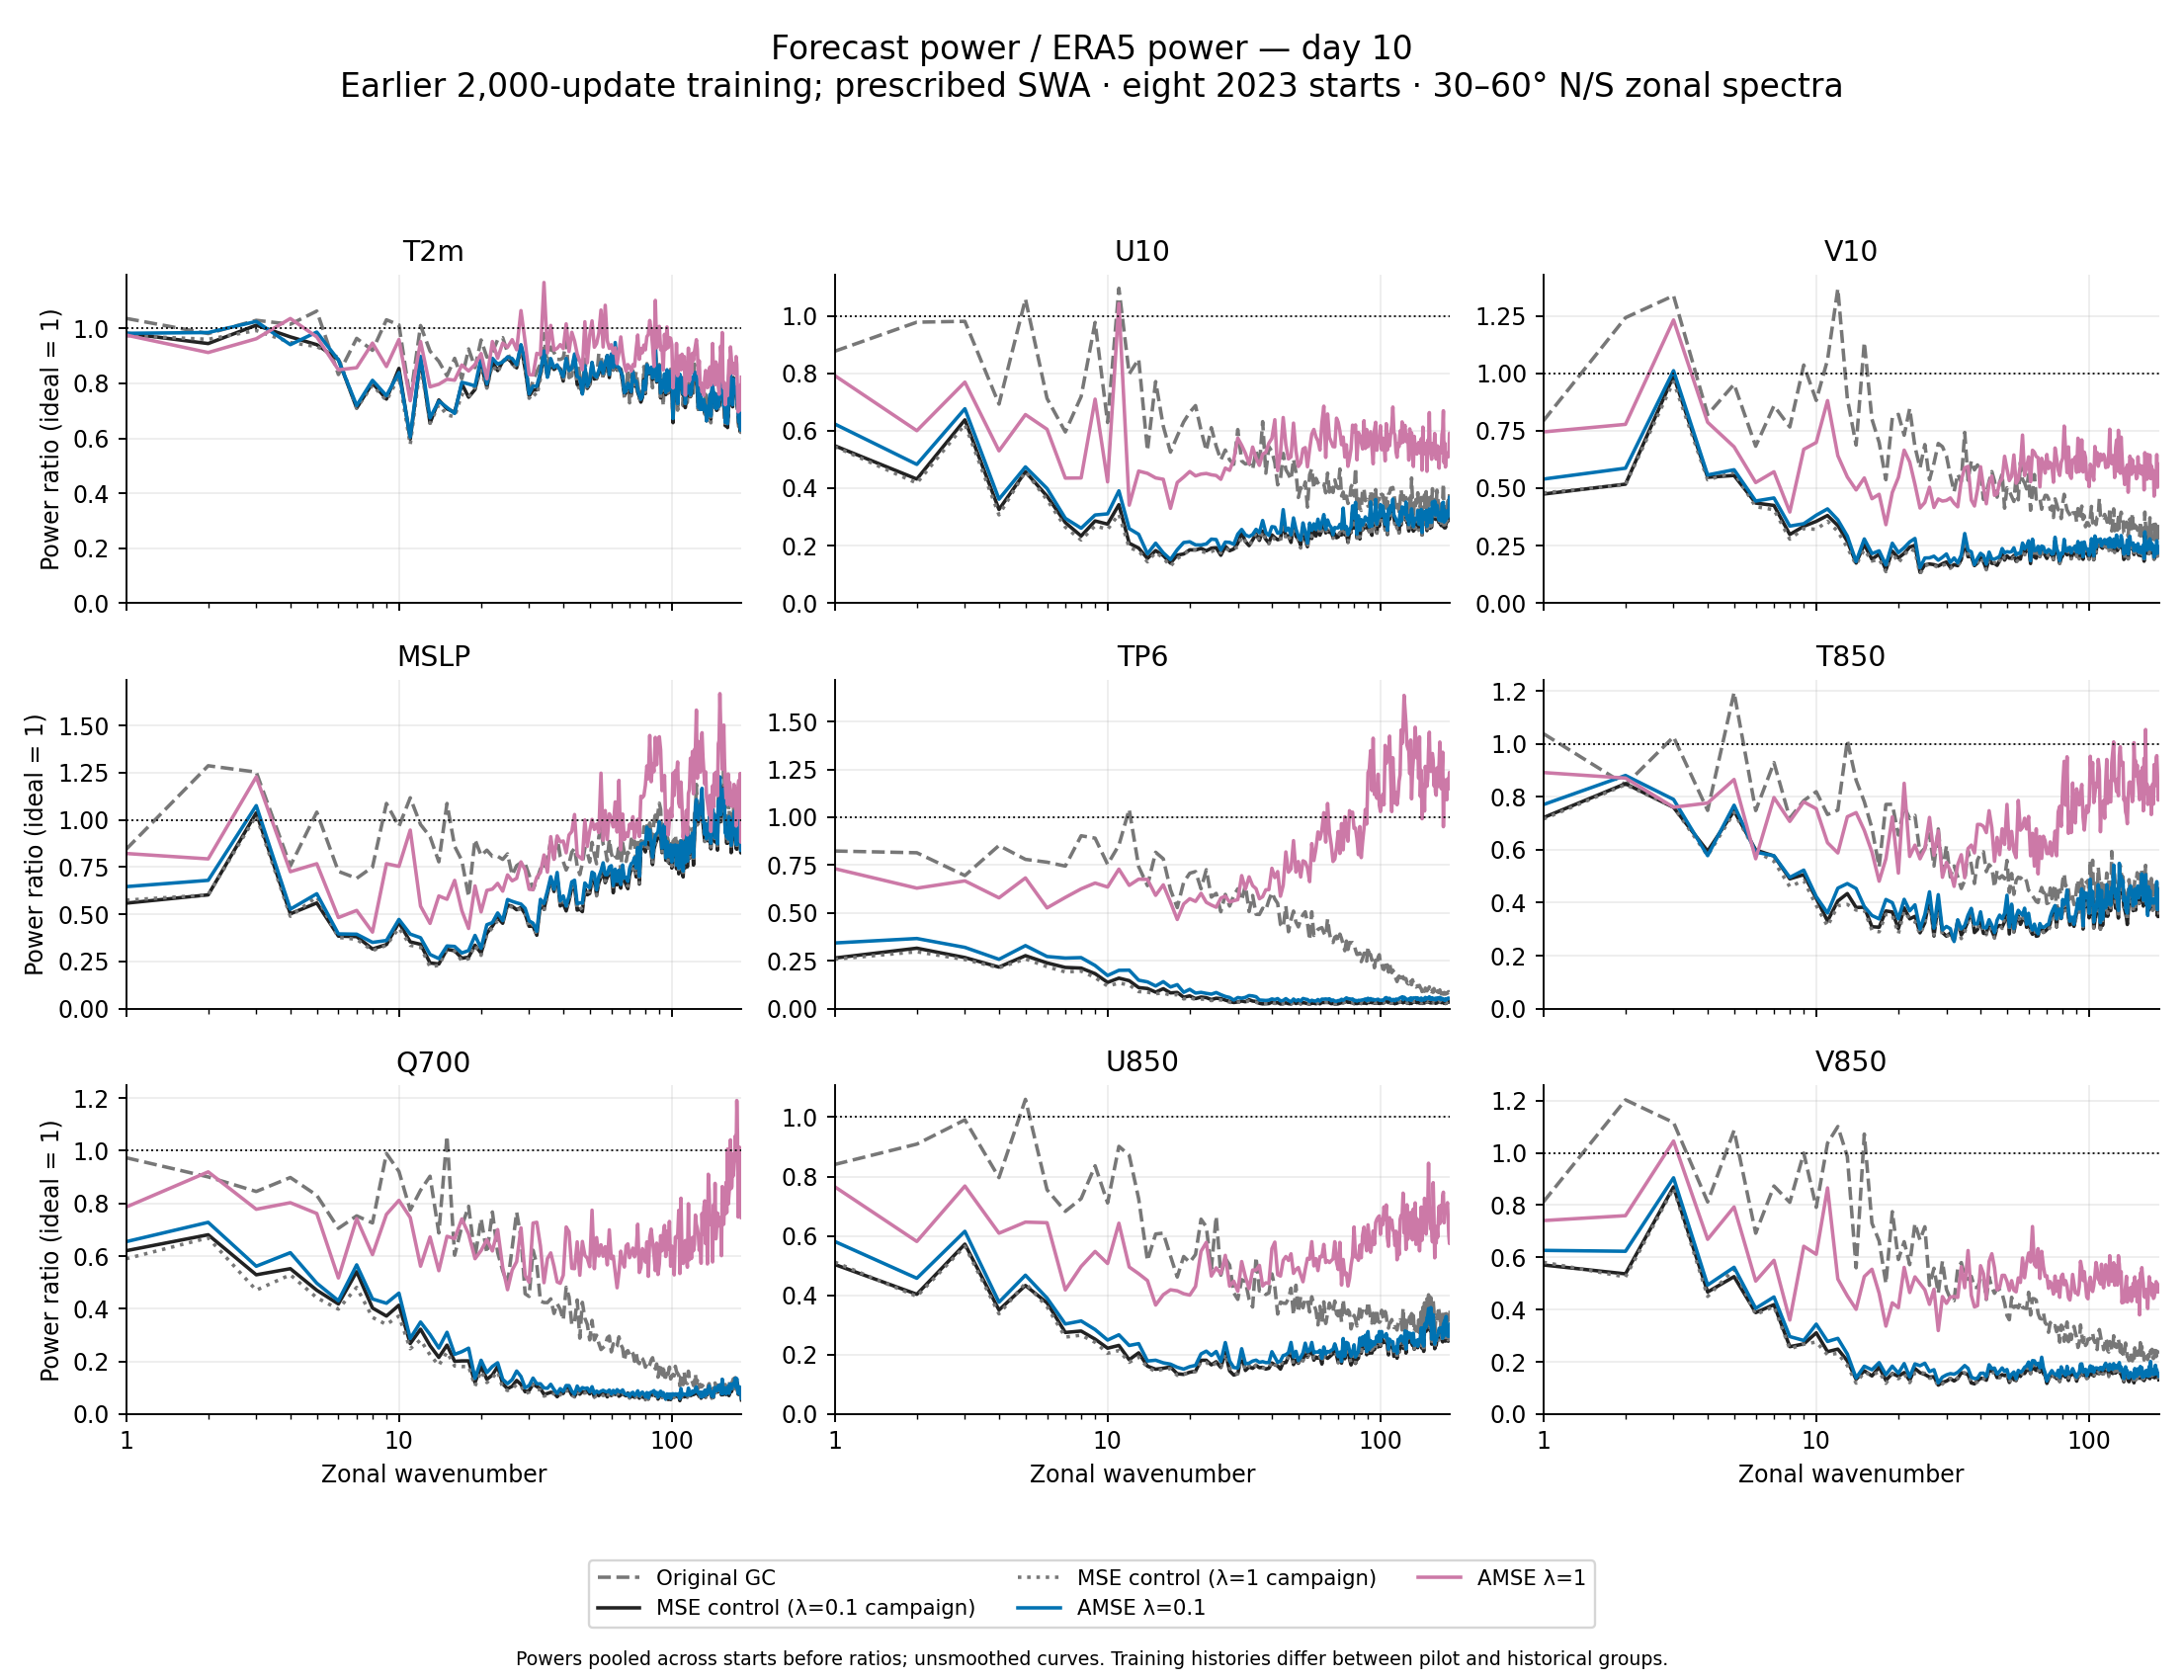 Forecast power / ERA5 power — day 10
Earlier 2,000-update training; prescribed SWA · eight 2023 starts · 30–60° N/S zonal spectra
T2m
U10
V10
Power ratio (ideal = 1)
1.0
0.8
0.6
0.4
0.2
0.0
1.0
0.8
0.6
0.4
0.2
0.0
1.25
1.00
0.75
0.50
0.25
0.00
MSLP
TP6
T850
Power ratio (ideal = 1)
1.50
1.25
1.00
0.75
0.50
0.25
0.00
1.50
1.25
1.00
0.75
0.50
0.25
0.00
1.2
1.0
0.8
0.6
0.4
0.2
0.0
Q700
U850
V850
Power ratio (ideal = 1)
1.2
1.0
0.8
0.6
0.4
0.2
0.0
1.0
0.8
0.6
0.4
0.2
0.0
1.2
1.0
0.8
0.6
0.4
0.2
0.0
1 10 100
1 10 100
1 10 100
Zonal wavenumber
Zonal wavenumber
Zonal wavenumber
Original GC
MSE control (λ=0.1 campaign)
MSE control (λ=1 campaign)
AMSE λ=0.1
AMSE λ=1
Powers pooled across starts before ratios; unsmoothed curves. Training histories differ between pilot and historical groups.